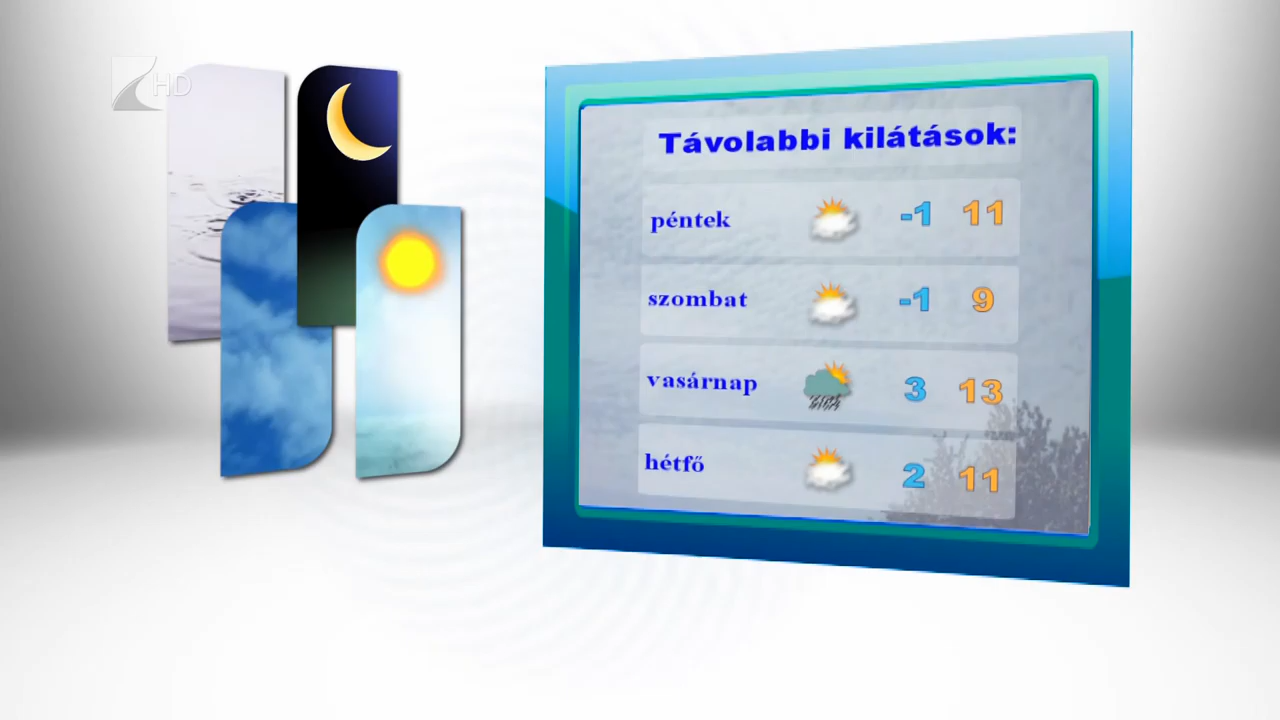 HD
Távolabbi kilátások:
péntek -1 11
szombat -1 9
vasárnap 3 13
hétfő 2 11